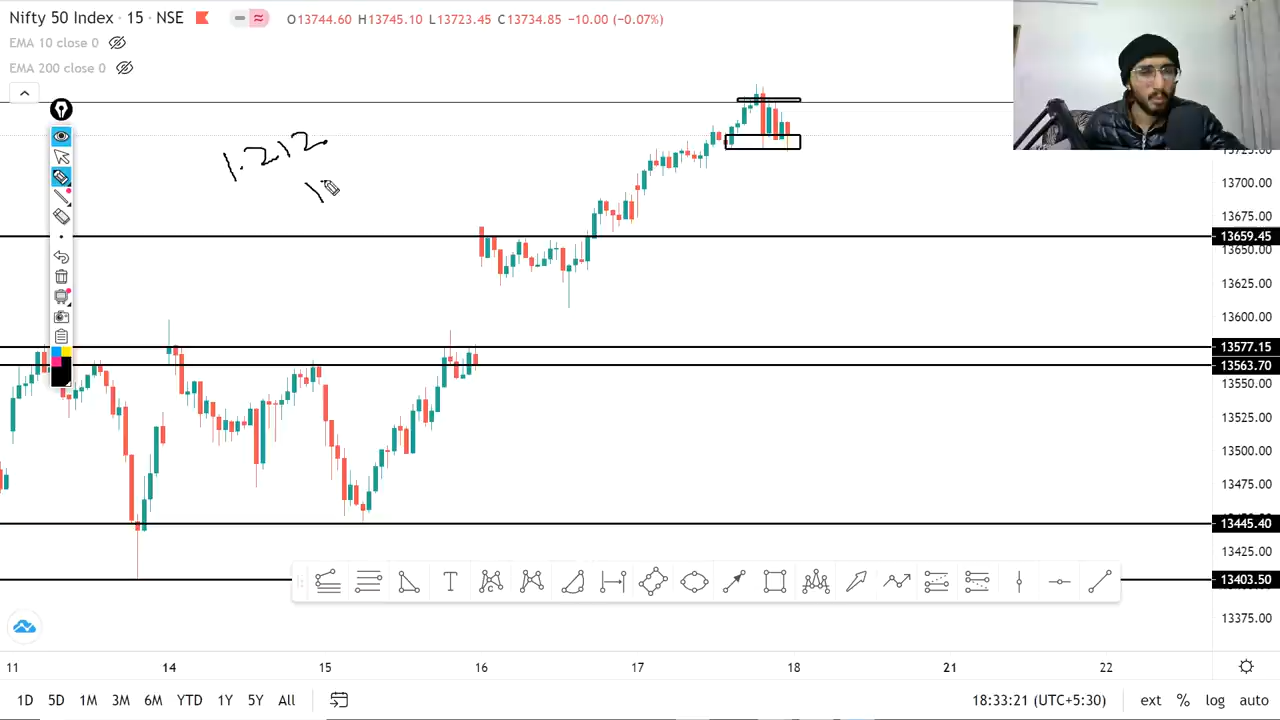 Nifty 50 Index · 15 · NSE
O13744.60 H13745.10 L13723.45 C13734.85 −10.00 (−0.07%)
EMA 10 close 0
EMA 200 close 0
13700.00
13675.00
13659.45
13650.00
13625.00
13600.00
13577.15
13563.70
13550.00
13525.00
13500.00
13475.00
13445.40
13425.00
13403.50
13375.00
T
11 14 15 16 17 18 21 22
1D 5D 1M 3M 6M YTD 1Y 5Y All
18:33:21 (UTC+5:30) ext % log auto